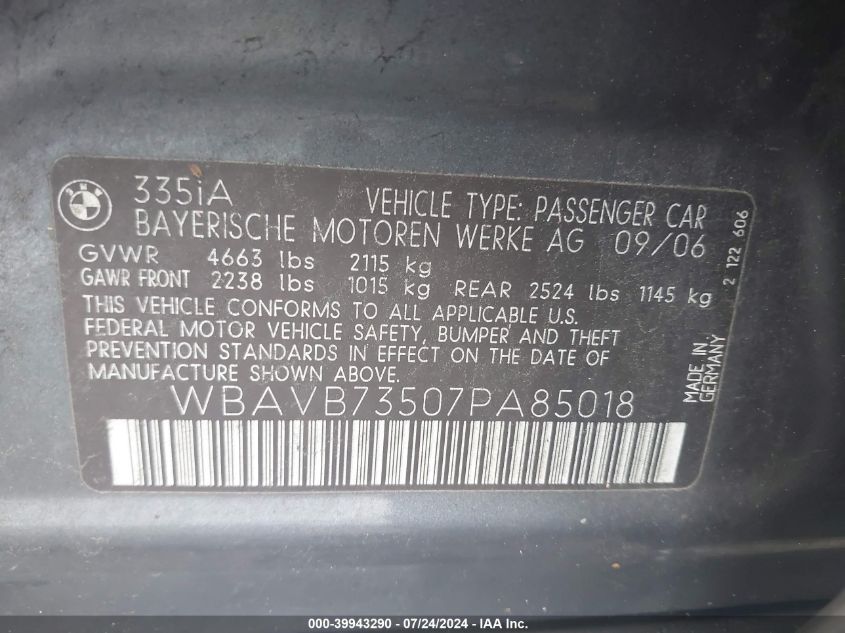 BMW
335iA VEHICLE TYPE: PASSENGER CAR
BAYERISCHE MOTOREN WERKE AG 09/06
GVWR 4663 lbs 2115 kg
GAWR FRONT 2238 lbs 1015 kg REAR 2524 lbs 1145 kg
THIS VEHICLE CONFORMS TO ALL APPLICABLE U.S.
FEDERAL MOTOR VEHICLE SAFETY, BUMPER AND THEFT
PREVENTION STANDARDS IN EFFECT ON THE DATE OF
MANUFACTURE SHOWN ABOVE.
WBAVB73507PA85018
2 122 606
MADE IN
GERMANY
000-39943290 - 07/24/2024 - IAA, Inc.